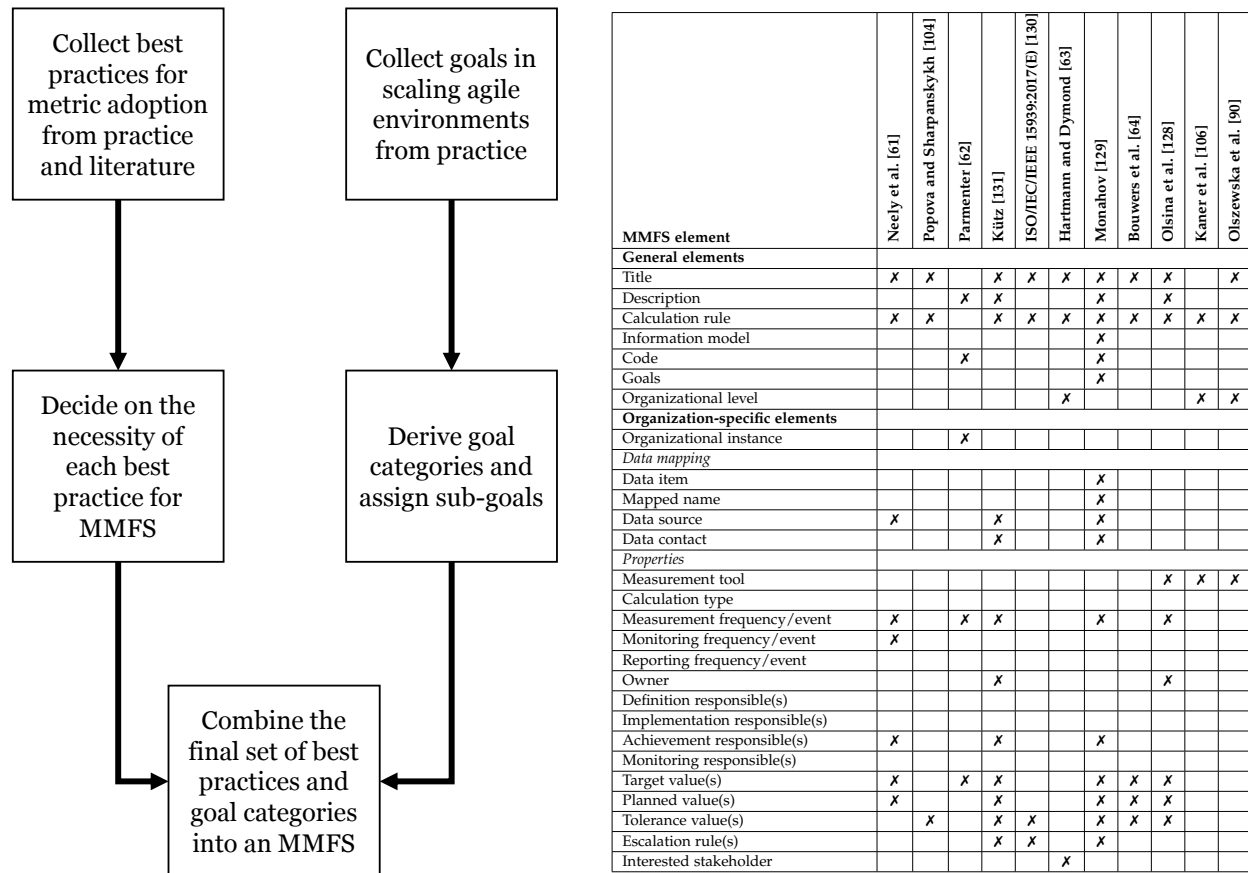 Collect best
practices for
metric adoption
from practice
and literature
Collect goals in
scaling agile
environments
from practice
Decide on the
necessity of
each best
practice for
MMFS
Derive goal
categories and
assign sub-goals
Combine the
final set of best
practices and
goal categories
into an MMFS
MMFS element
Neely et al. [61]
Popova and Sharpanskykh [104]
Parmenter [62]
Kütz [131]
ISO/IEC/IEEE 15939:2017(E) [130]
Hartmann and Dymond [63]
Monahov [129]
Bouwers et al. [64]
Olsina et al. [128]
Kaner et al. [106]
Olszewska et al. [90]
General elements
Title ✗ ✗ ✗ ✗ ✗ ✗ ✗ ✗ ✗
Description ✗ ✗ ✗ ✗
Calculation rule ✗ ✗ ✗ ✗ ✗ ✗ ✗ ✗ ✗ ✗
Information model ✗
Code ✗ ✗
Goals ✗
Organizational level ✗ ✗ ✗
Organization-specific elements
Organizational instance ✗
Data mapping
Data item ✗
Mapped name ✗
Data source ✗ ✗ ✗
Data contact ✗ ✗
Properties
Measurement tool ✗ ✗ ✗
Calculation type
Measurement frequency/event ✗ ✗ ✗ ✗ ✗
Monitoring frequency/event ✗
Reporting frequency/event
Owner ✗ ✗
Definition responsible(s)
Implementation responsible(s)
Achievement responsible(s) ✗ ✗ ✗
Monitoring responsible(s)
Target value(s) ✗ ✗ ✗ ✗ ✗ ✗
Planned value(s) ✗ ✗ ✗ ✗ ✗
Tolerance value(s) ✗ ✗ ✗ ✗ ✗ ✗
Escalation rule(s) ✗ ✗ ✗
Interested stakeholder ✗